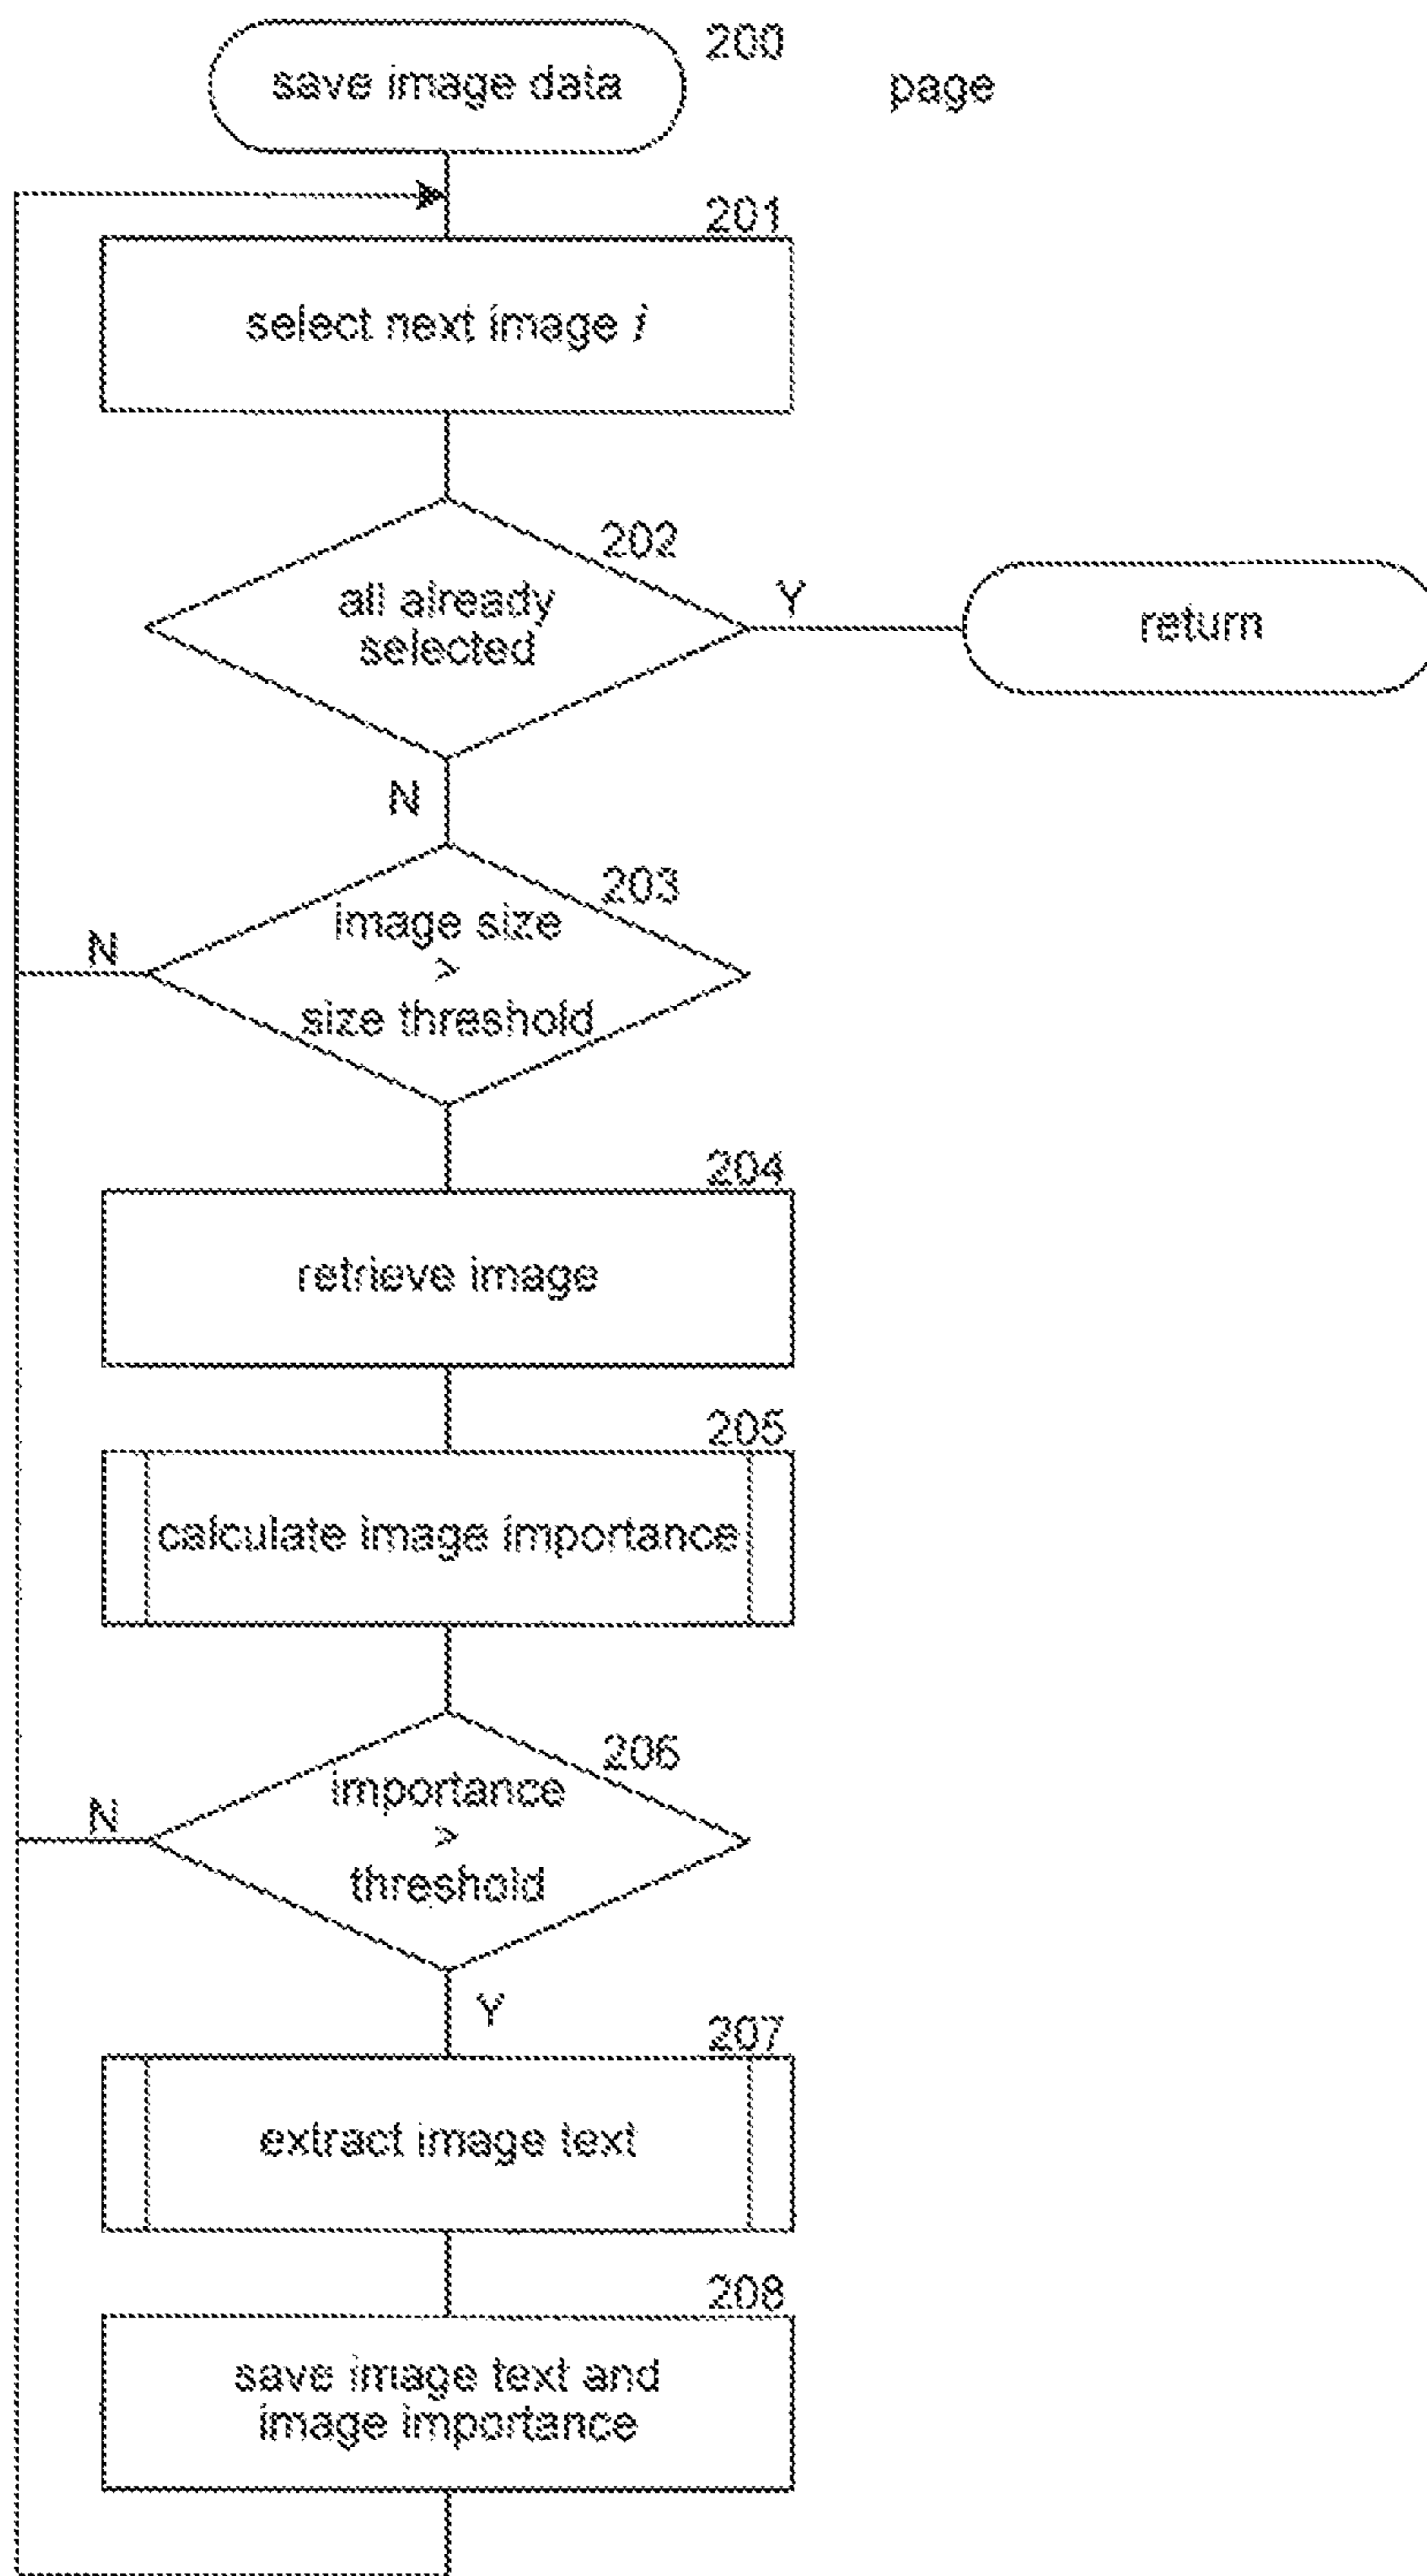 200
save image data
page
201
select next image i
202
all already
selected
Y
return
N
203
image size
>
size threshold
N
204
retrieve image
205
calculate image importance
206
importance
>
threshold
N
Y
207
extract image text
208
save image text and
image importance